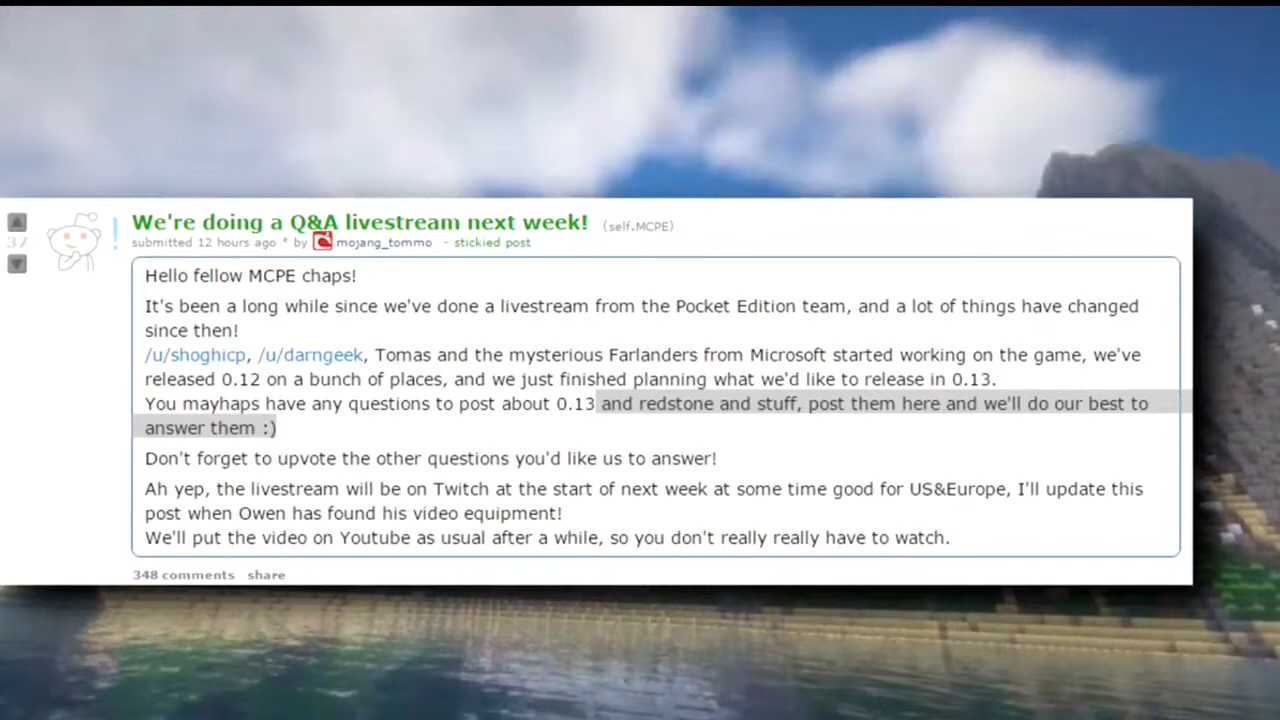 We're doing a Q&A livestream next week! (self.MCPE)
37
submitted 12 hours ago * by mojang_tommo - stickied post
Hello fellow MCPE chaps!
It's been a long while since we've done a livestream from the Pocket Edition team, and a lot of things have changed
since then!
/u/shoghicp, /u/darngeek, Tomas and the mysterious Farlanders from Microsoft started working on the game, we've
released 0.12 on a bunch of places, and we just finished planning what we'd like to release in 0.13.
You mayhaps have any questions to post about 0.13 and redstone and stuff, post them here and we'll do our best to
answer them :)
Don't forget to upvote the other questions you'd like us to answer!
Ah yep, the livestream will be on Twitch at the start of next week at some time good for US&Europe, I'll update this
post when Owen has found his video equipment!
We'll put the video on Youtube as usual after a while, so you don't really really have to watch.
348 comments share